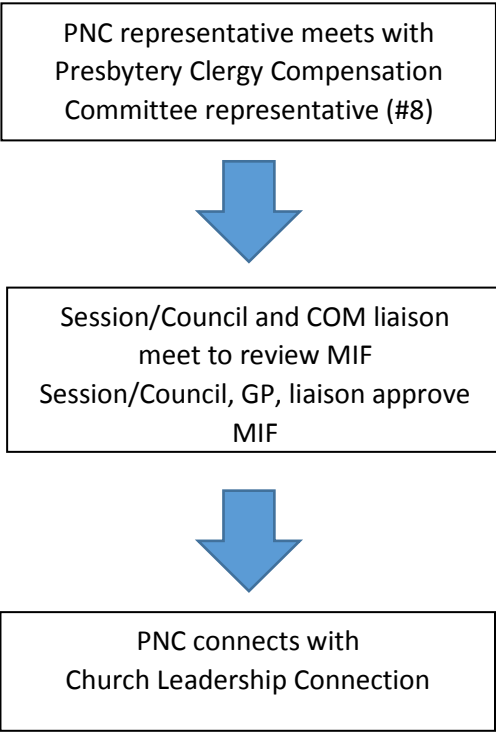 PNC representative meets with
Presbytery Clergy Compensation
Committee representative (#8)
Session/Council and COM liaison
meet to review MIF
Session/Council, GP, liaison approve
MIF
PNC connects with
Church Leadership Connection